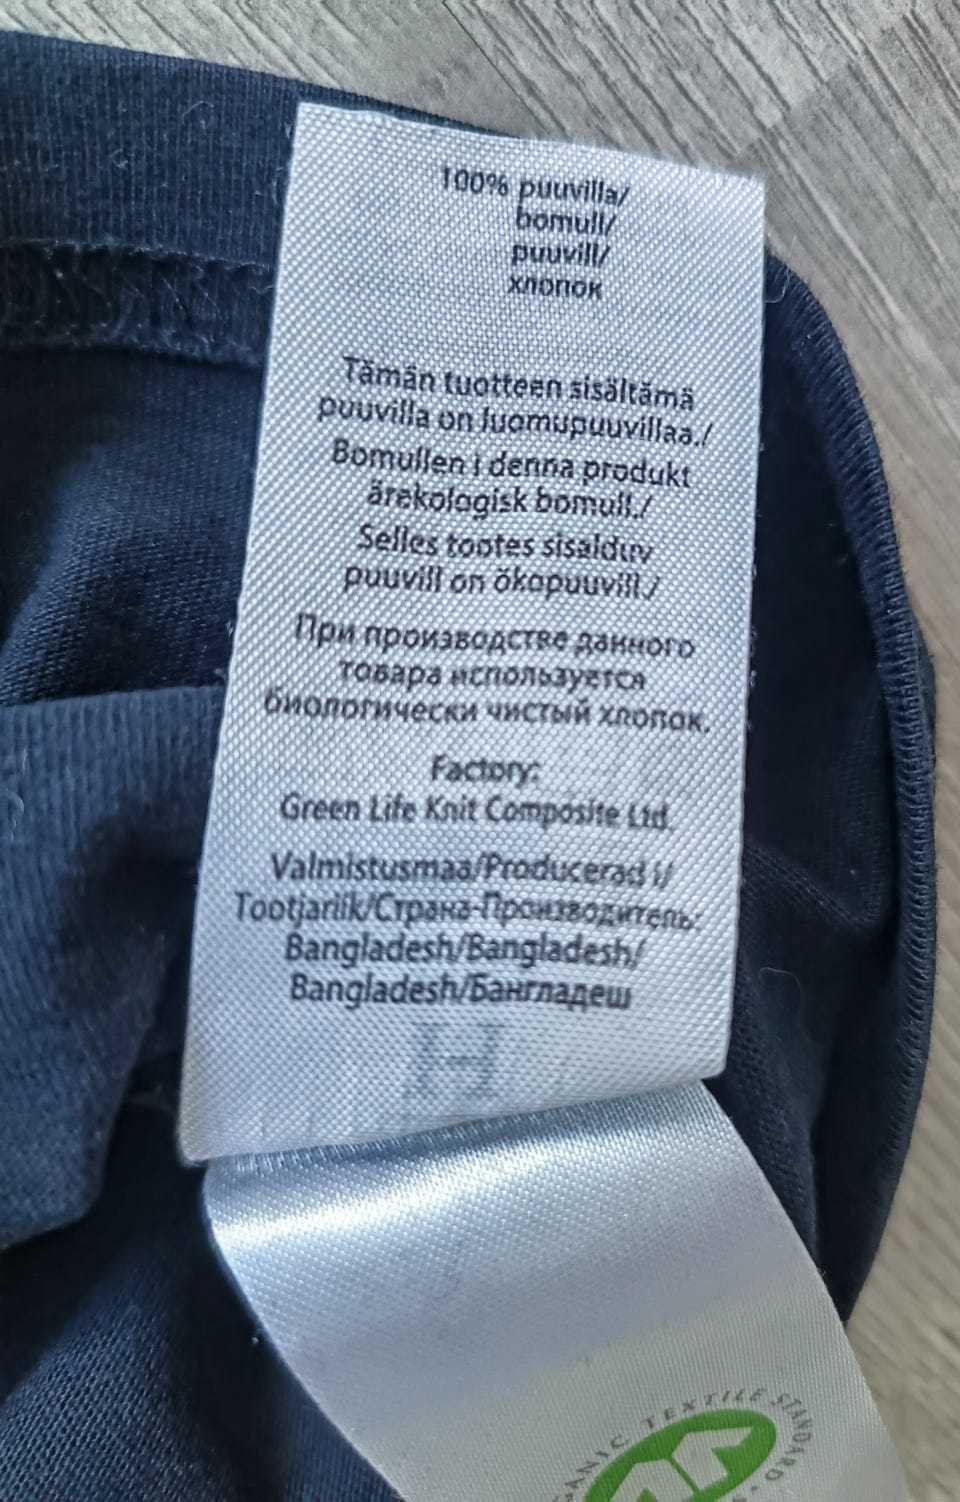 100% puuvilla/
bomull/
puuvill/
хлопок
Tämän tuotteen sisältämä
puuvilla on luomupuuvillaa./
Bomullen i denna produkt
ärekologisk bomull./
Selles tootes sisalduv
puuvill on ökopuuvill./
При производстве данного
товара используется
биологически чистый хлопок.
Factory:
Green Life Knit Composite Ltd.
Valmistusmaa/Producerad i/
Tootjariik/Страна-Производитель:
Bangladesh/Bangladesh/
Bangladesh/Бангладеш
TEXTILE STANDARD